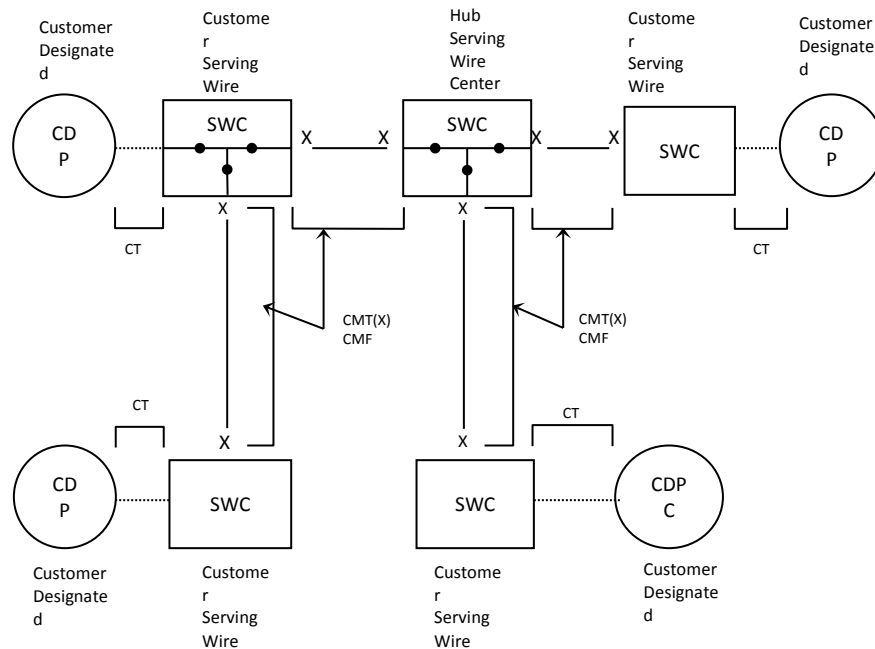 Customer
Designate
d
Custome
r
Serving
Wire
Hub
Serving
Wire
Center
Custome
r
Serving
Wire
Customer
Designate
d
CD
P
SWC
X
X
SWC
X
X
SWC
CD
P
CT
X
X
CT
CMT(X)
CMF
CMT(X)
CMF
CT
X
X
CT
CD
P
SWC
SWC
CDP
C
Customer
Designate
d
Custome
r
Serving
Wire
Custome
r
Serving
Wire
Customer
Designate
d